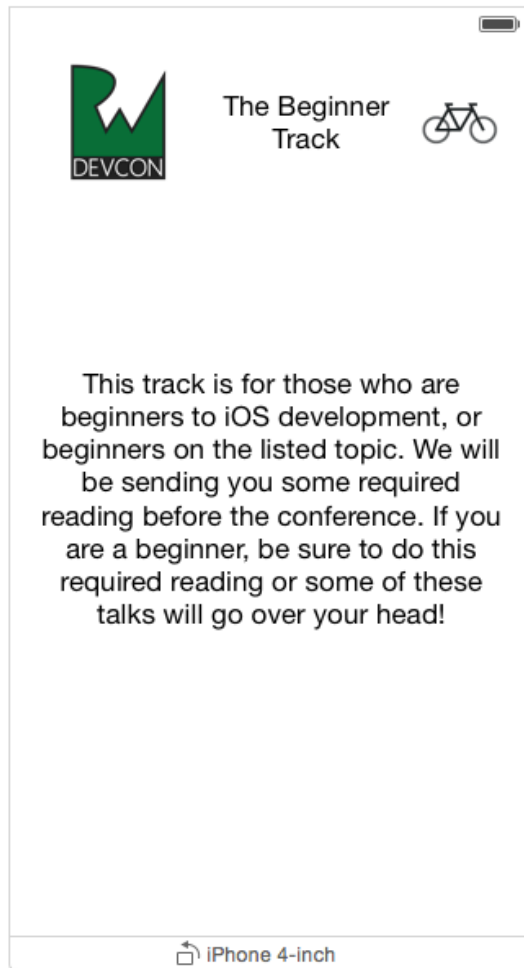 DEVCON
The Beginner
Track
This track is for those who are
beginners to iOS development, or
beginners on the listed topic. We will
be sending you some required
reading before the conference. If you
are a beginner, be sure to do this
required reading or some of these
talks will go over your head!
iPhone 4-inch